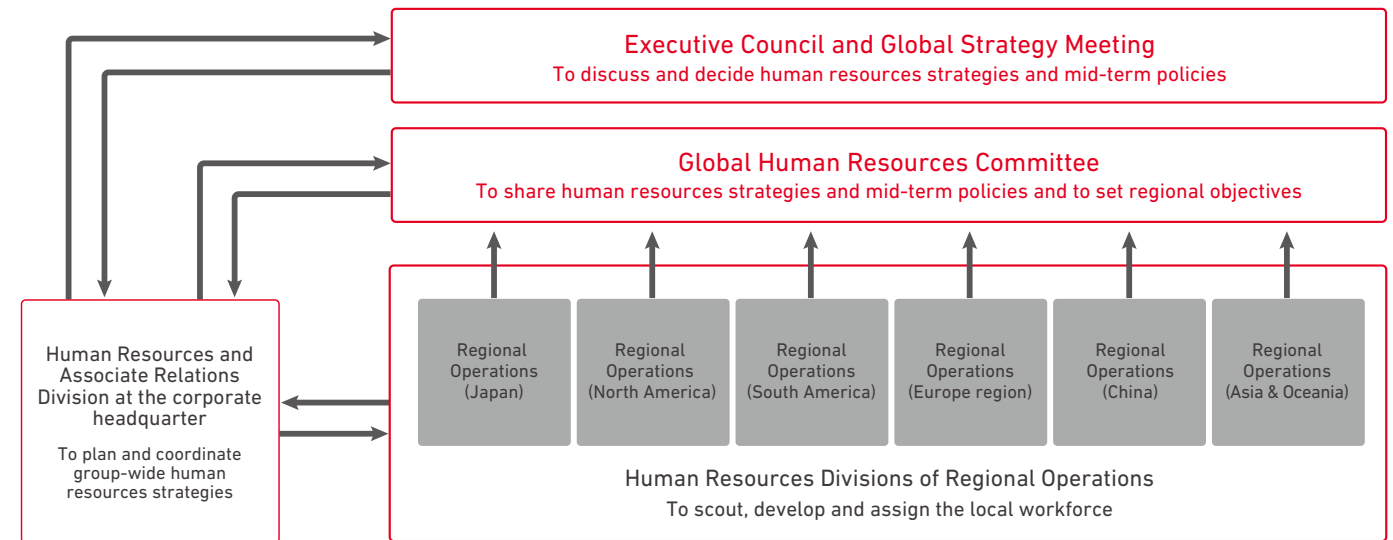 Executive Council and Global Strategy Meeting
To discuss and decide human resources strategies and mid-term policies
Global Human Resources Committee
To share human resources strategies and mid-term policies and to set regional objectives
Human Resources and
Associate Relations
Division at the corporate
headquarter
To plan and coordinate
group-wide human
resources strategies
Regional
Operations
(Japan)
Regional
Operations
(North America)
Regional
Operations
(South America)
Regional
Operations
(Europe region)
Regional
Operations
(China)
Regional
Operations
(Asia & Oceania)
Human Resources Divisions of Regional Operations
To scout, develop and assign the local workforce